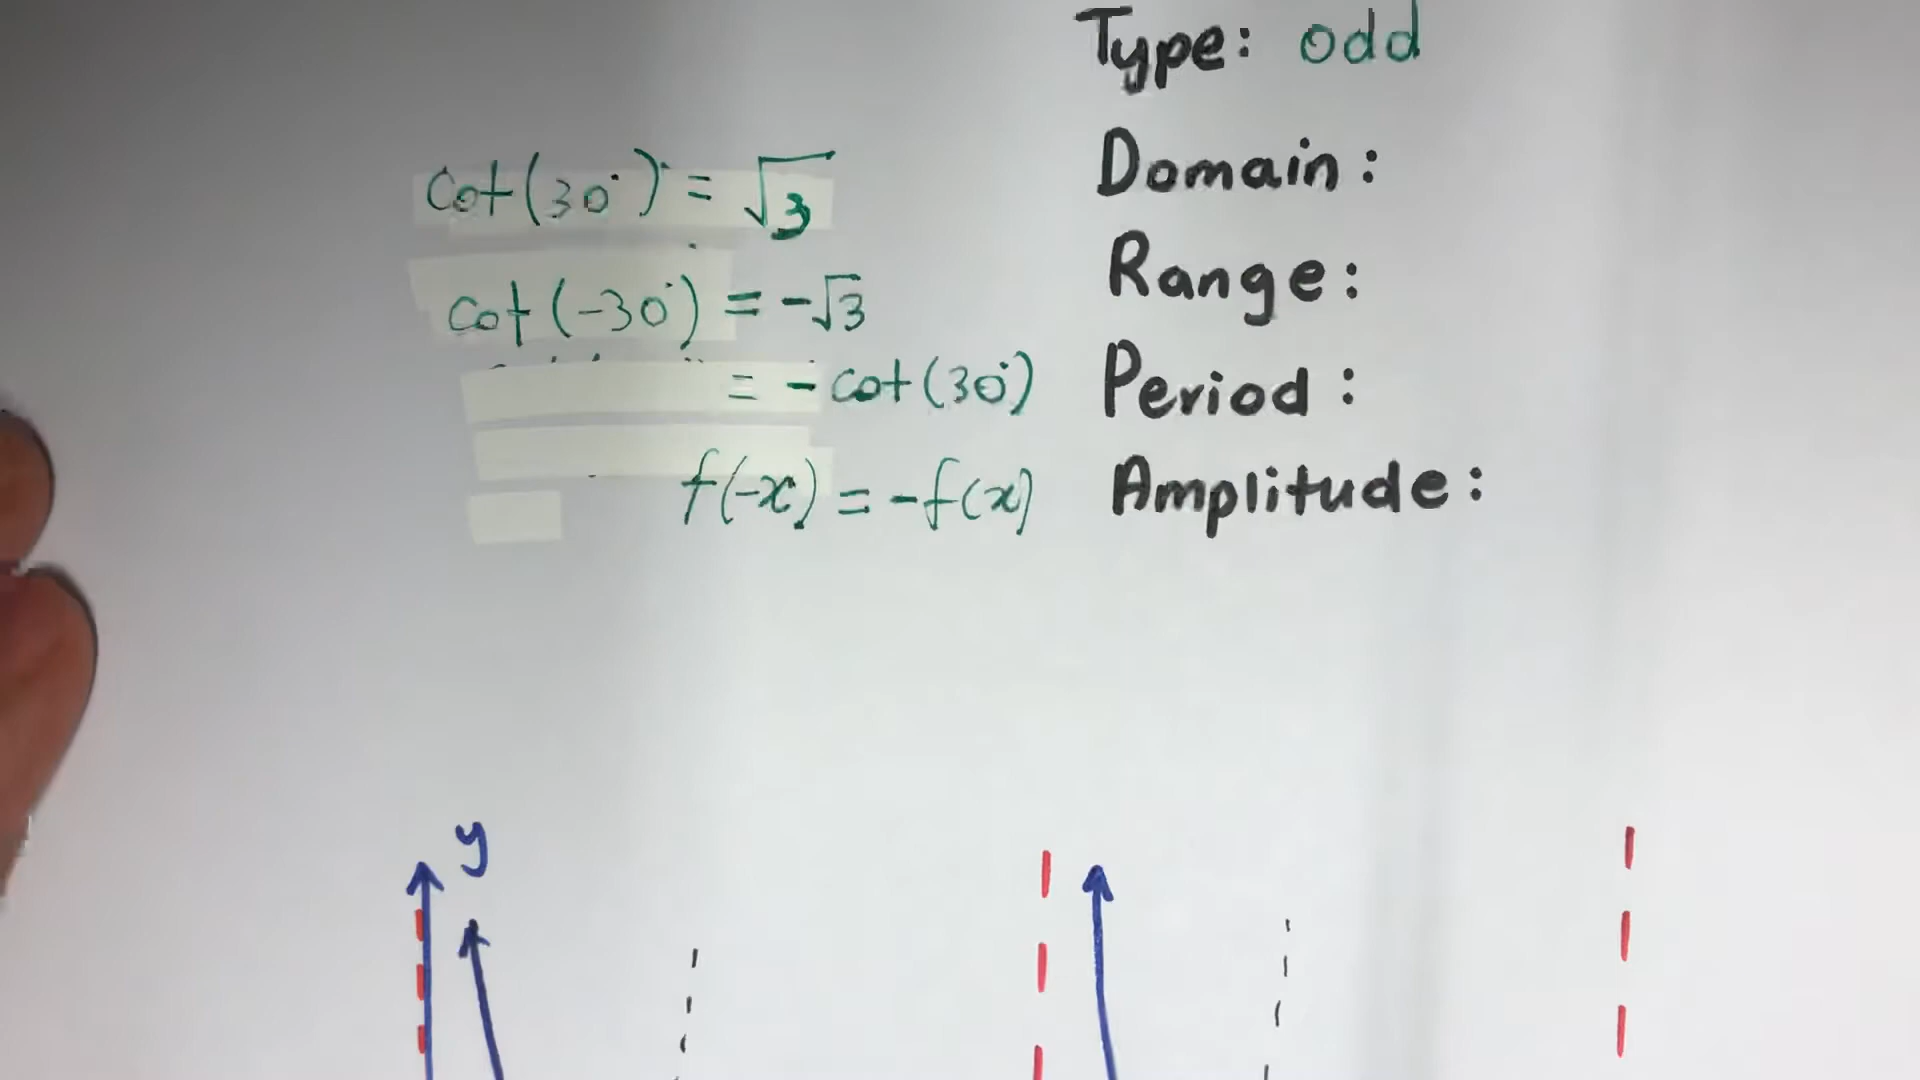 Type: odd
Domain:
Range:
Period:
Amplitude:
cot(30°) = √3
cot(-30°) = -√3
= - cot(30°)
f(-x) = -f(x)
y